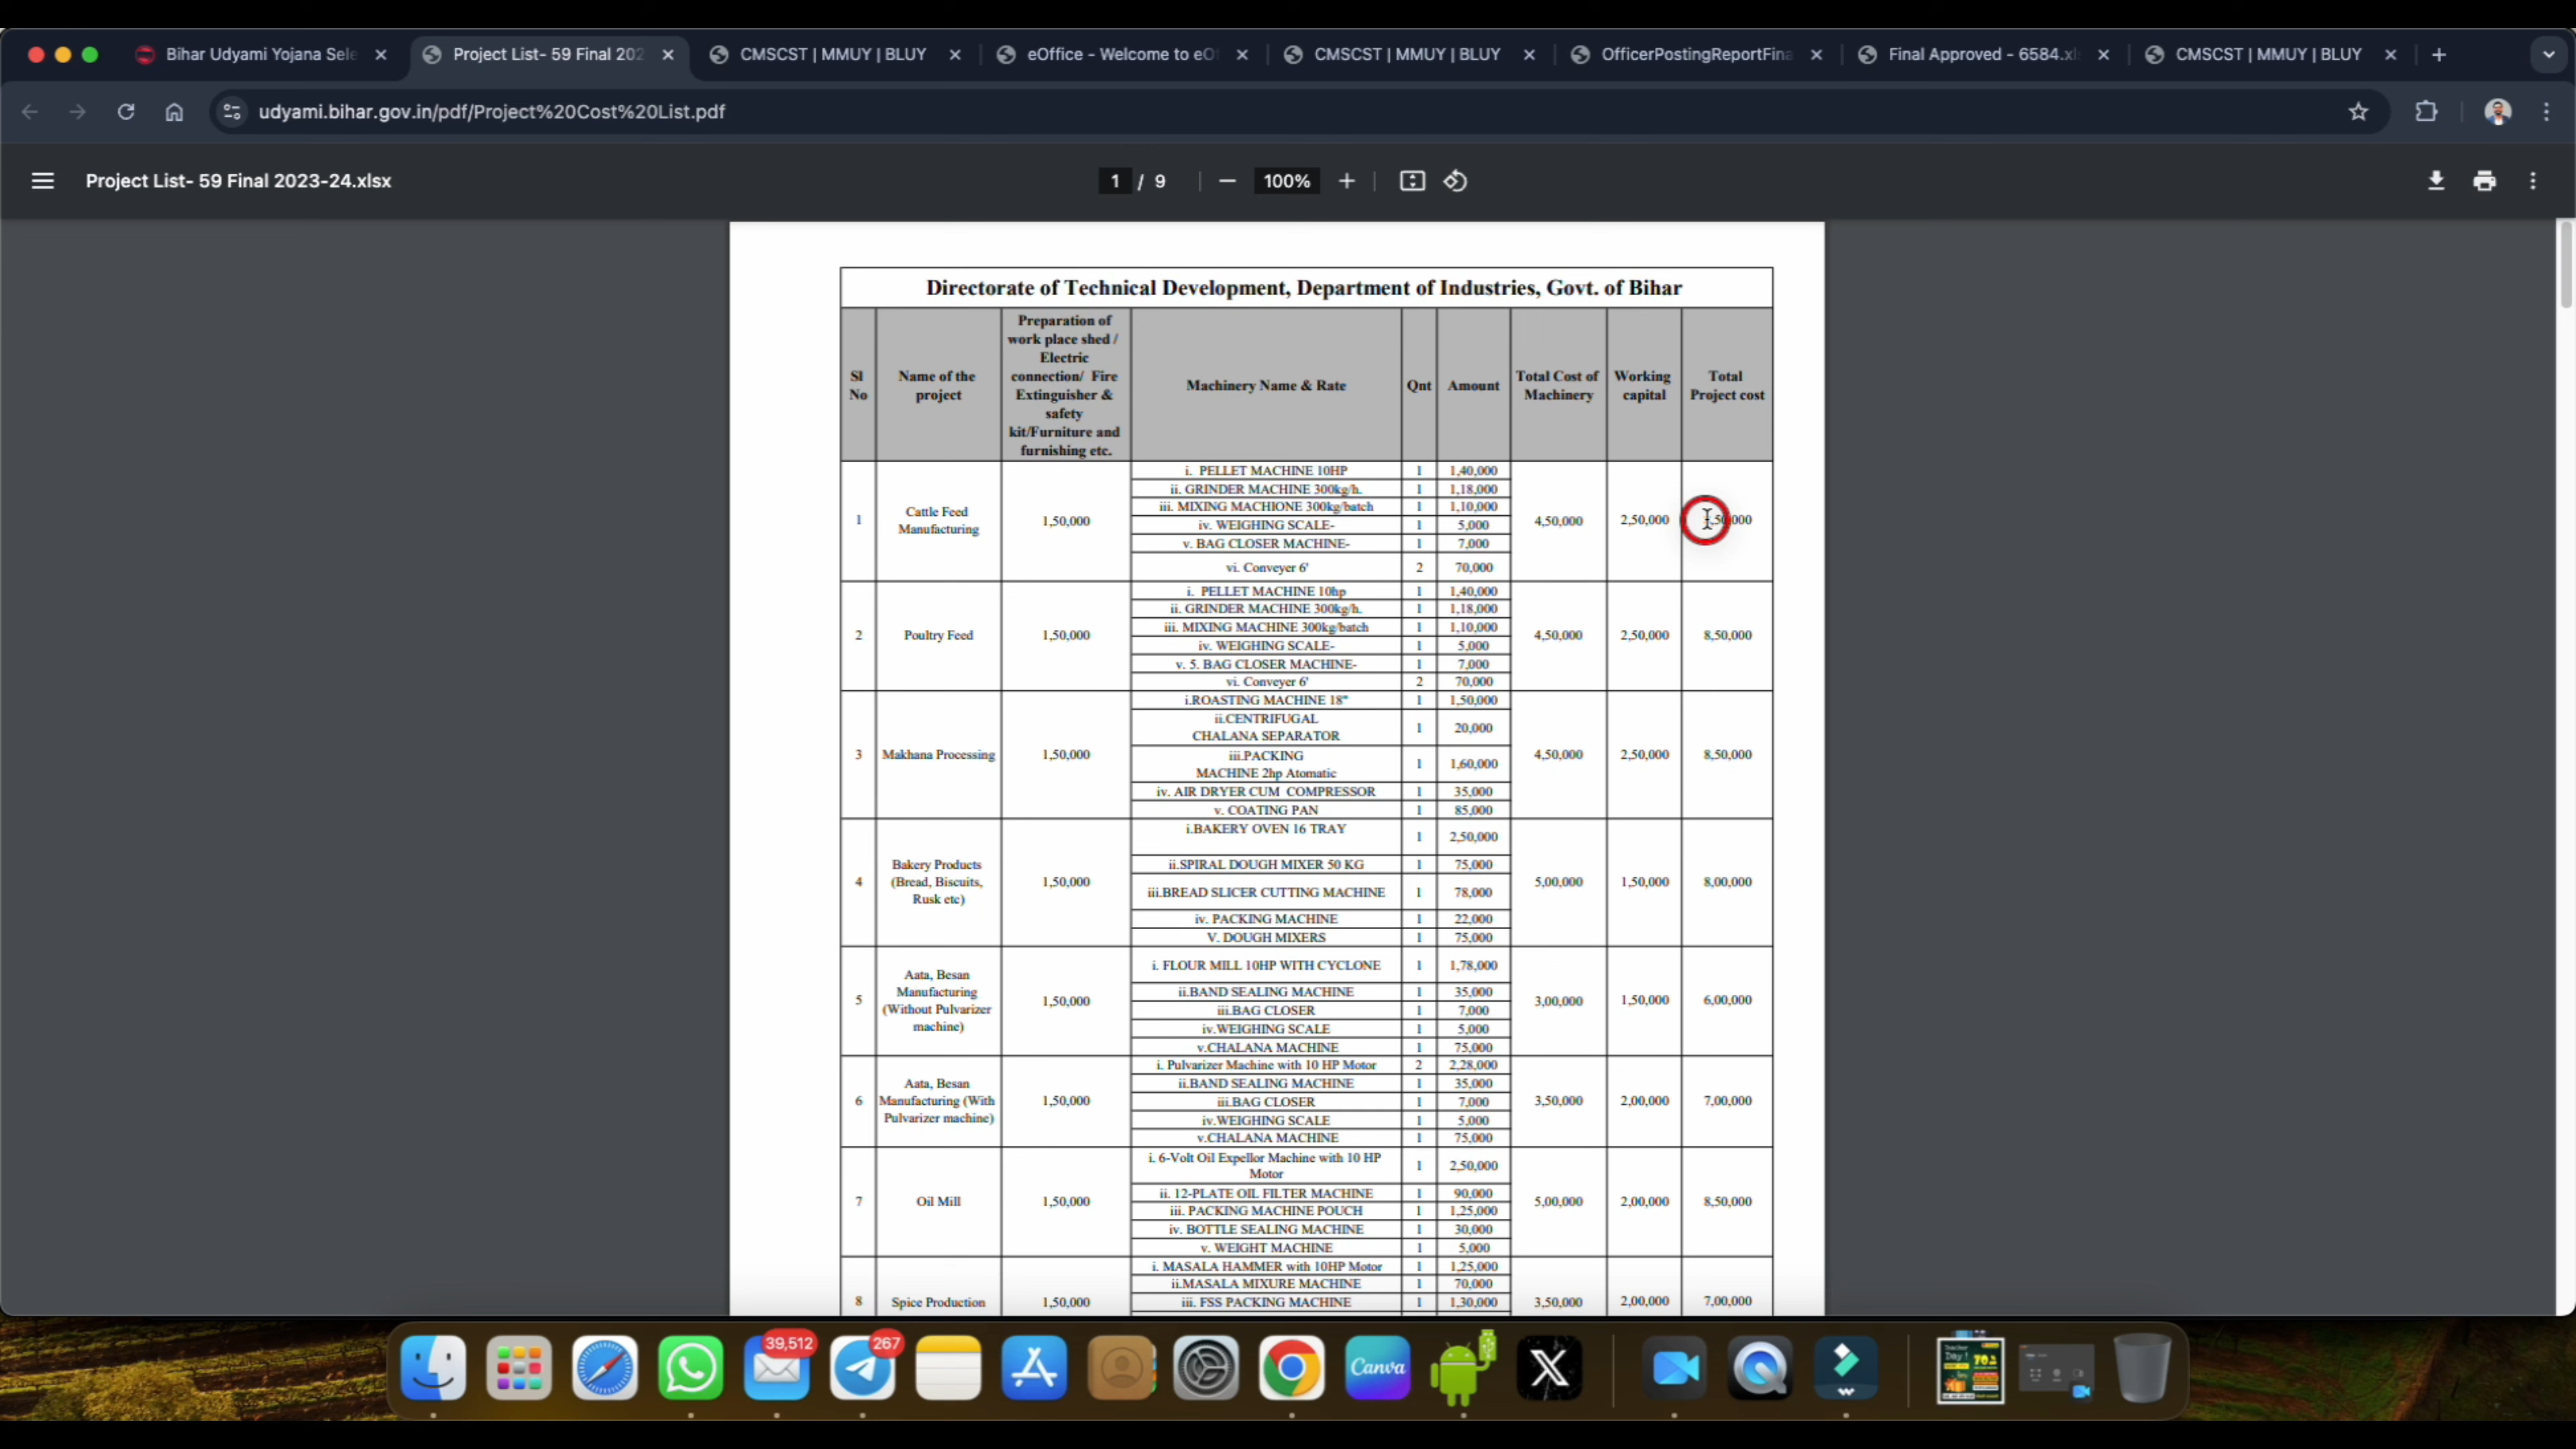 Bihar Udyami Yojana Sele
Project List- 59 Final 202
CMSCST | MMUY | BLUY
eOffice - Welcome to eO
CMSCST | MMUY | BLUY
OfficerPostingReportFina
Final Approved - 6584.xl
CMSCST | MMUY | BLUY
udyami.bihar.gov.in/pdf/Project%20Cost%20List.pdf
Project List- 59 Final 2023-24.xlsx
1 / 9
100%
Directorate of Technical Development, Department of Industries, Govt. of Bihar
Sl No
Name of the project
Preparation of work place shed / Electric connection/ Fire Extinguisher & safety kit/Furniture and furnishing etc.
Machinery Name & Rate
Qnt
Amount
Total Cost of Machinery
Working capital
Total Project cost
1 Cattle Feed Manufacturing 1,50,000
i. PELLET MACHINE 10HP 1 1,40,000
ii. GRINDER MACHINE 300kg/h. 1 1,18,000
iii. MIXING MACHIONE 300kg/batch 1 1,10,000
iv. WEIGHING SCALE- 1 5,000
v. BAG CLOSER MACHINE- 1 7,000
vi. Conveyer 6' 2 70,000
4,50,000 2,50,000
2 Poultry Feed 1,50,000
i. PELLET MACHINE 10hp 1 1,40,000
ii. GRINDER MACHINE 300kg/h. 1 1,18,000
iii. MIXING MACHINE 300kg/batch 1 1,10,000
iv. WEIGHING SCALE- 1 5,000
v. 5. BAG CLOSER MACHINE- 1 7,000
vi. Conveyer 6' 2 70,000
4,50,000 2,50,000 8,50,000
3 Makhana Processing 1,50,000
i.ROASTING MACHINE 18" 1 1,50,000
ii.CENTRIFUGAL
CHALANA SEPARATOR 1 20,000
iii.PACKING
MACHINE 2hp Atomatic 1 1,60,000
iv. AIR DRYER CUM COMPRESSOR 1 35,000
v. COATING PAN 1 85,000
4,50,000 2,50,000 8,50,000
4 Bakery Products (Bread, Biscuits, Rusk etc) 1,50,000
i.BAKERY OVEN 16 TRAY 1 2,50,000
ii.SPIRAL DOUGH MIXER 50 KG 1 75,000
iii.BREAD SLICER CUTTING MACHINE 1 78,000
iv. PACKING MACHINE 1 22,000
V. DOUGH MIXERS 1 75,000
5,00,000 1,50,000 8,00,000
5 Aata, Besan Manufacturing (Without Pulvarizer machine) 1,50,000
i. FLOUR MILL 10HP WITH CYCLONE 1 1,78,000
ii.BAND SEALING MACHINE 1 35,000
iii.BAG CLOSER 1 7,000
iv.WEIGHING SCALE 1 5,000
v.CHALANA MACHINE 1 75,000
3,00,000 1,50,000 6,00,000
6 Aata, Besan Manufacturing (With Pulvarizer machine) 1,50,000
i. Pulvarizer Machine with 10 HP Motor 2 2,28,000
ii.BAND SEALING MACHINE 1 35,000
iii.BAG CLOSER 1 7,000
iv.WEIGHING SCALE 1 5,000
v.CHALANA MACHINE 1 75,000
3,50,000 2,00,000 7,00,000
7 Oil Mill 1,50,000
i. 6-Volt Oil Expellor Machine with 10 HP
Motor 1 2,50,000
ii. 12-PLATE OIL FILTER MACHINE 1 90,000
iii. PACKING MACHINE POUCH 1 1,25,000
iv. BOTTLE SEALING MACHINE 1 30,000
v. WEIGHT MACHINE 1 5,000
5,00,000 2,00,000 8,50,000
8 Spice Production 1,50,000
i. MASALA HAMMER with 10HP Motor 1 1,25,000
ii.MASALA MIXURE MACHINE 1 70,000
iii. FSS PACKING MACHINE 1 1,30,000
3,50,000 2,00,000 7,00,000
39,512
267
Canva